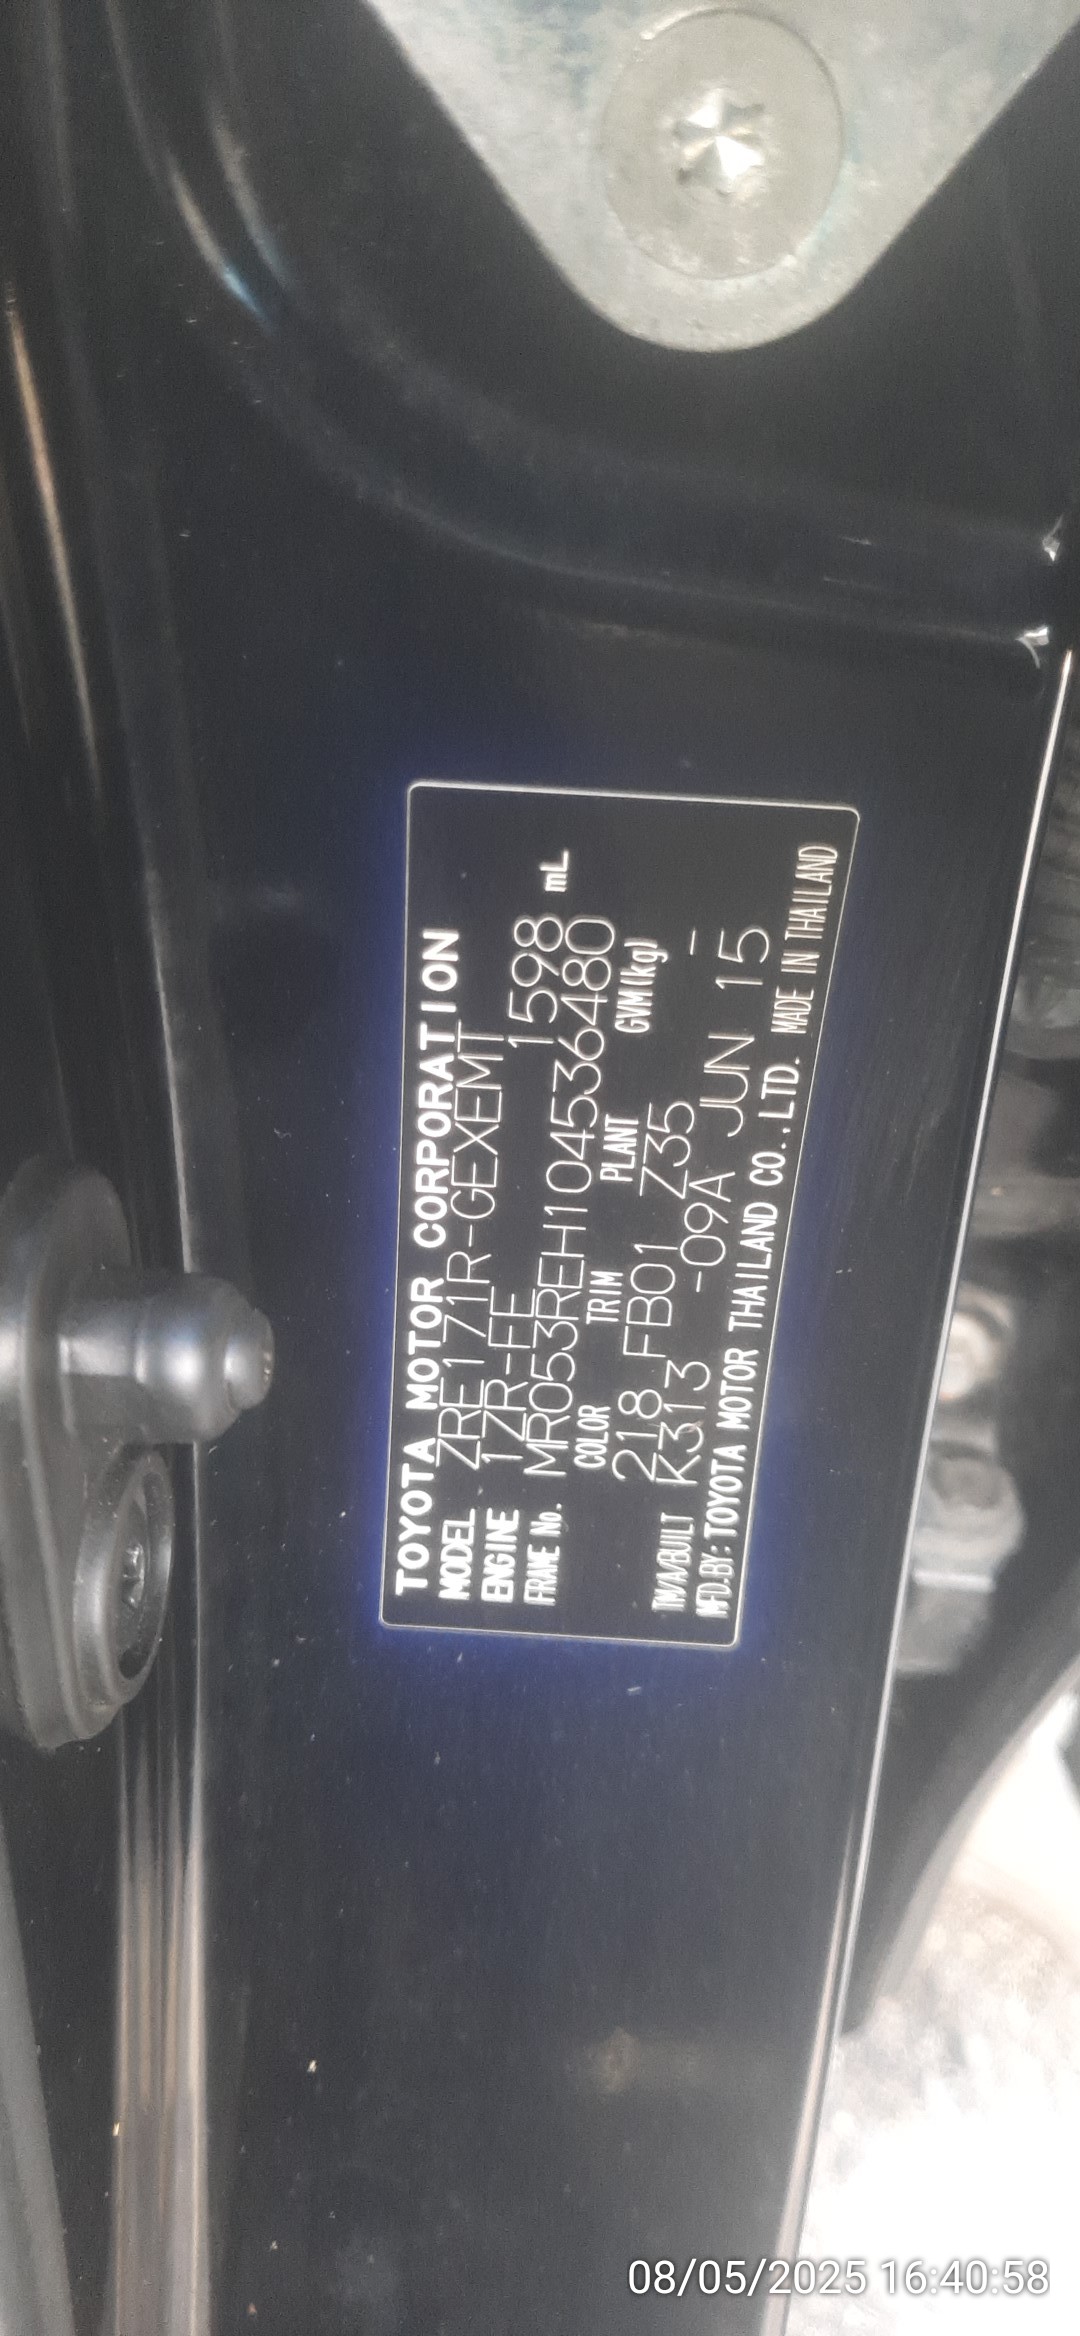 TOYOTA MOTOR CORPORATION
MODEL ZRE171R-GEXEMT
ENGINE 1ZR-FE 1598 mL
FRAME No. MR053REH104536480
COLOR TRIM PLANT GVM(kg)
218 FB01 Z35 —
TM/A/BUILT K313 -09A JUN 15
MFD.BY: TOYOTA MOTOR THAILAND CO.,LTD. MADE IN THAILAND
08/05/2025 16:40:58